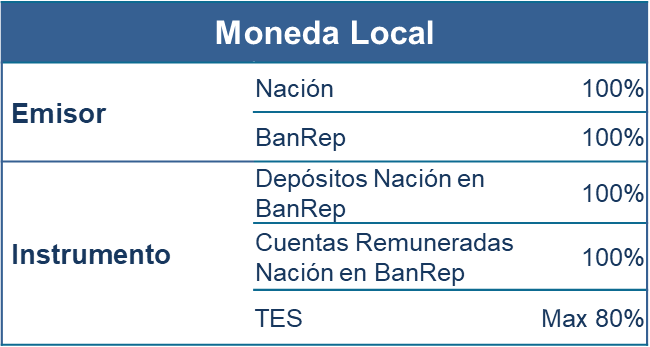 Moneda Local
Emisor
Nación 100%
BanRep 100%
Instrumento
Depósitos Nación en
BanRep 100%
Cuentas Remuneradas
Nación en BanRep 100%
TES Max 80%